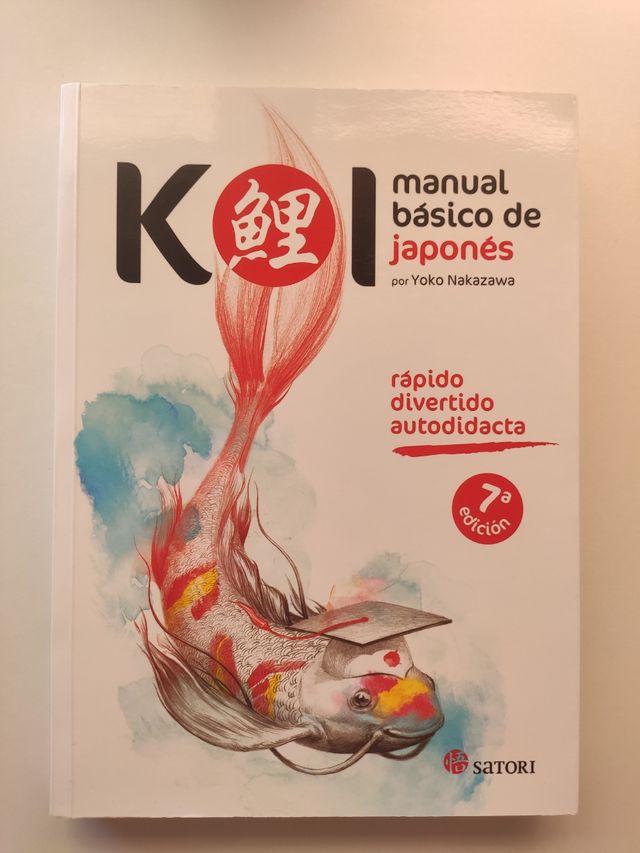 K鯉I
manual
básico de
japonés
por Yoko Nakazawa
rápido
divertido
autodidacta
7ª
edición
悟 SATORI